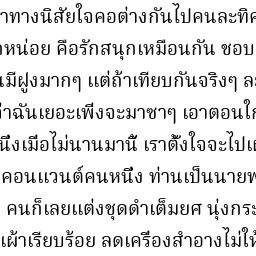 าทางนิสัยใจคอต่างกันไปคนละทิศ
หน่อย คือรักสนุกเหมือนกัน ชอบ
มีฝูงมากๆ แต่ถ้าเทียบกันจริงๆ ล
่าฉันเยอะเพิ่งจะมาซาๆ เอาตอนใก
นึ่งเมื่อไม่นานมานี้ เราตั้งใจจะไปเ
คอนแวนต์คนหนึ่ง ท่านเป็นนายพ
คนก็เลยแต่งชุดดำเต็มยศ นุ่งกระ
เผ้าเรียบร้อย ลดเครื่องสำอางไม่ให้